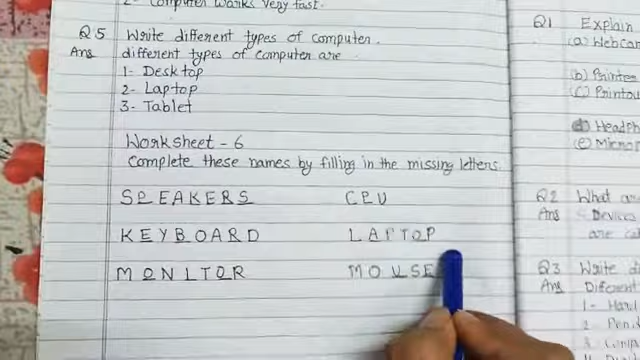 2- Computer works very fast.
Q5 Write different types of computer.
Ans different types of computer are
1- Desktop
2- Laptop
3- Tablet
Worksheet - 6
Complete these names by filling in the missing letters
SPEAKERS CPU
KEYBOARD LAPTOP
MONITOR MOUSE
Q1 Explain
(a) Webcam
(b) Printer
(c) Printou
(d) Headph
(e) Microp
Q2 What are
Ans Devices
are cal
Q3 Write di
Ans Different
1- Hard
2 Pend
3 Comp